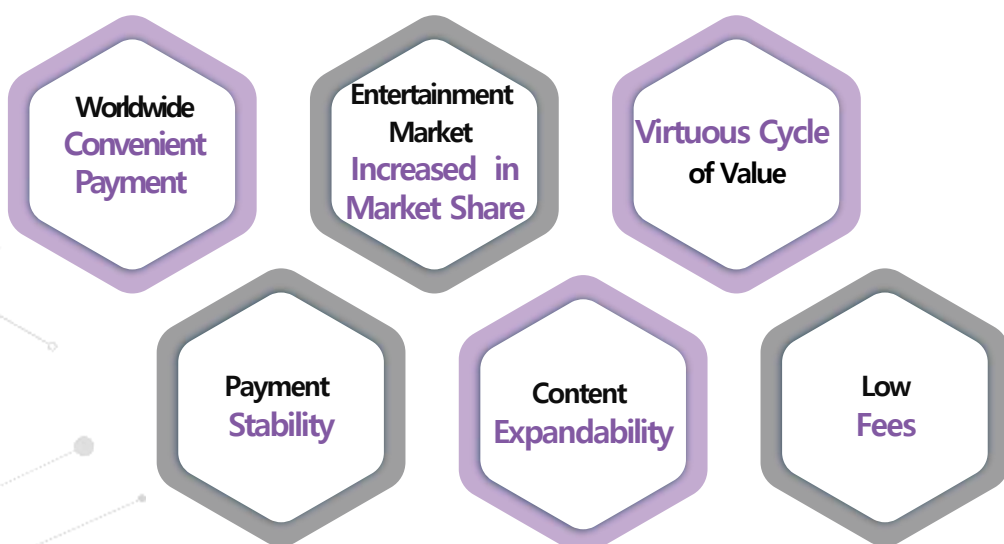 Worldwide
Convenient
Payment
Entertainment
Market
Increased in
Market Share
Virtuous Cycle
of Value
Payment
Stability
Content
Expandability
Low
Fees